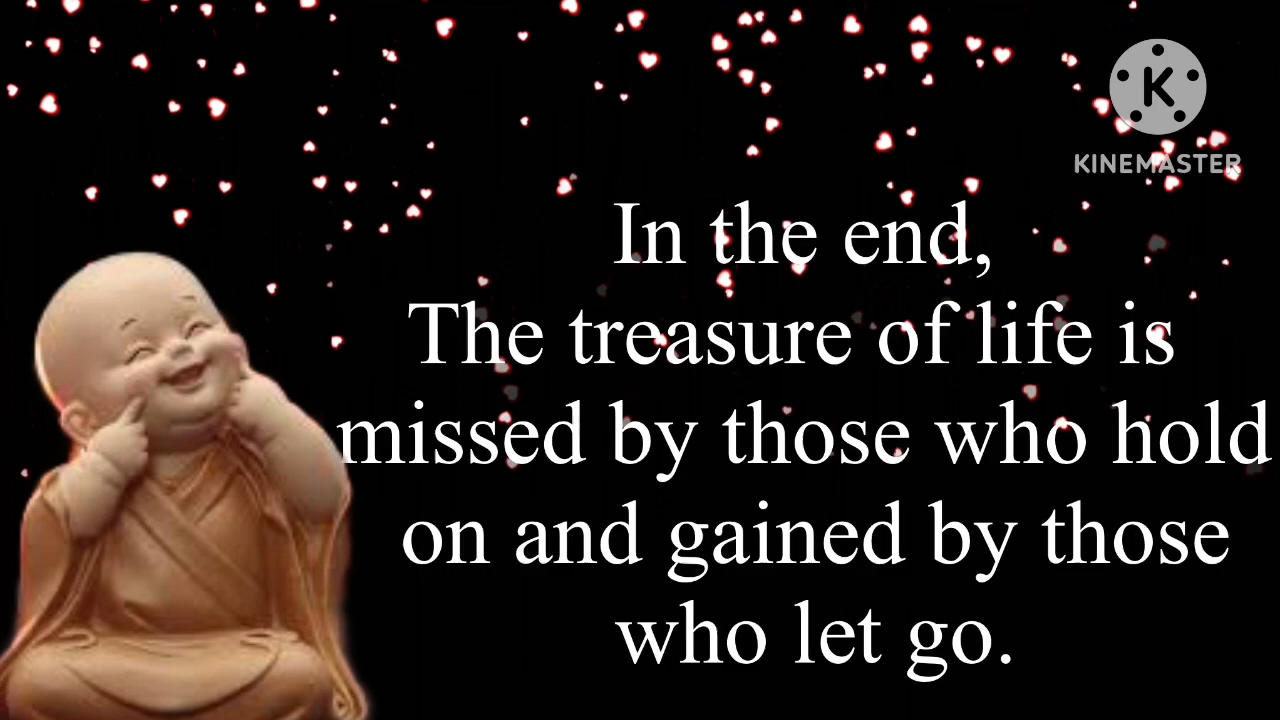 K
KINEMASTER
In the end,
The treasure of life is
missed by those who hold
on and gained by those
who let go.